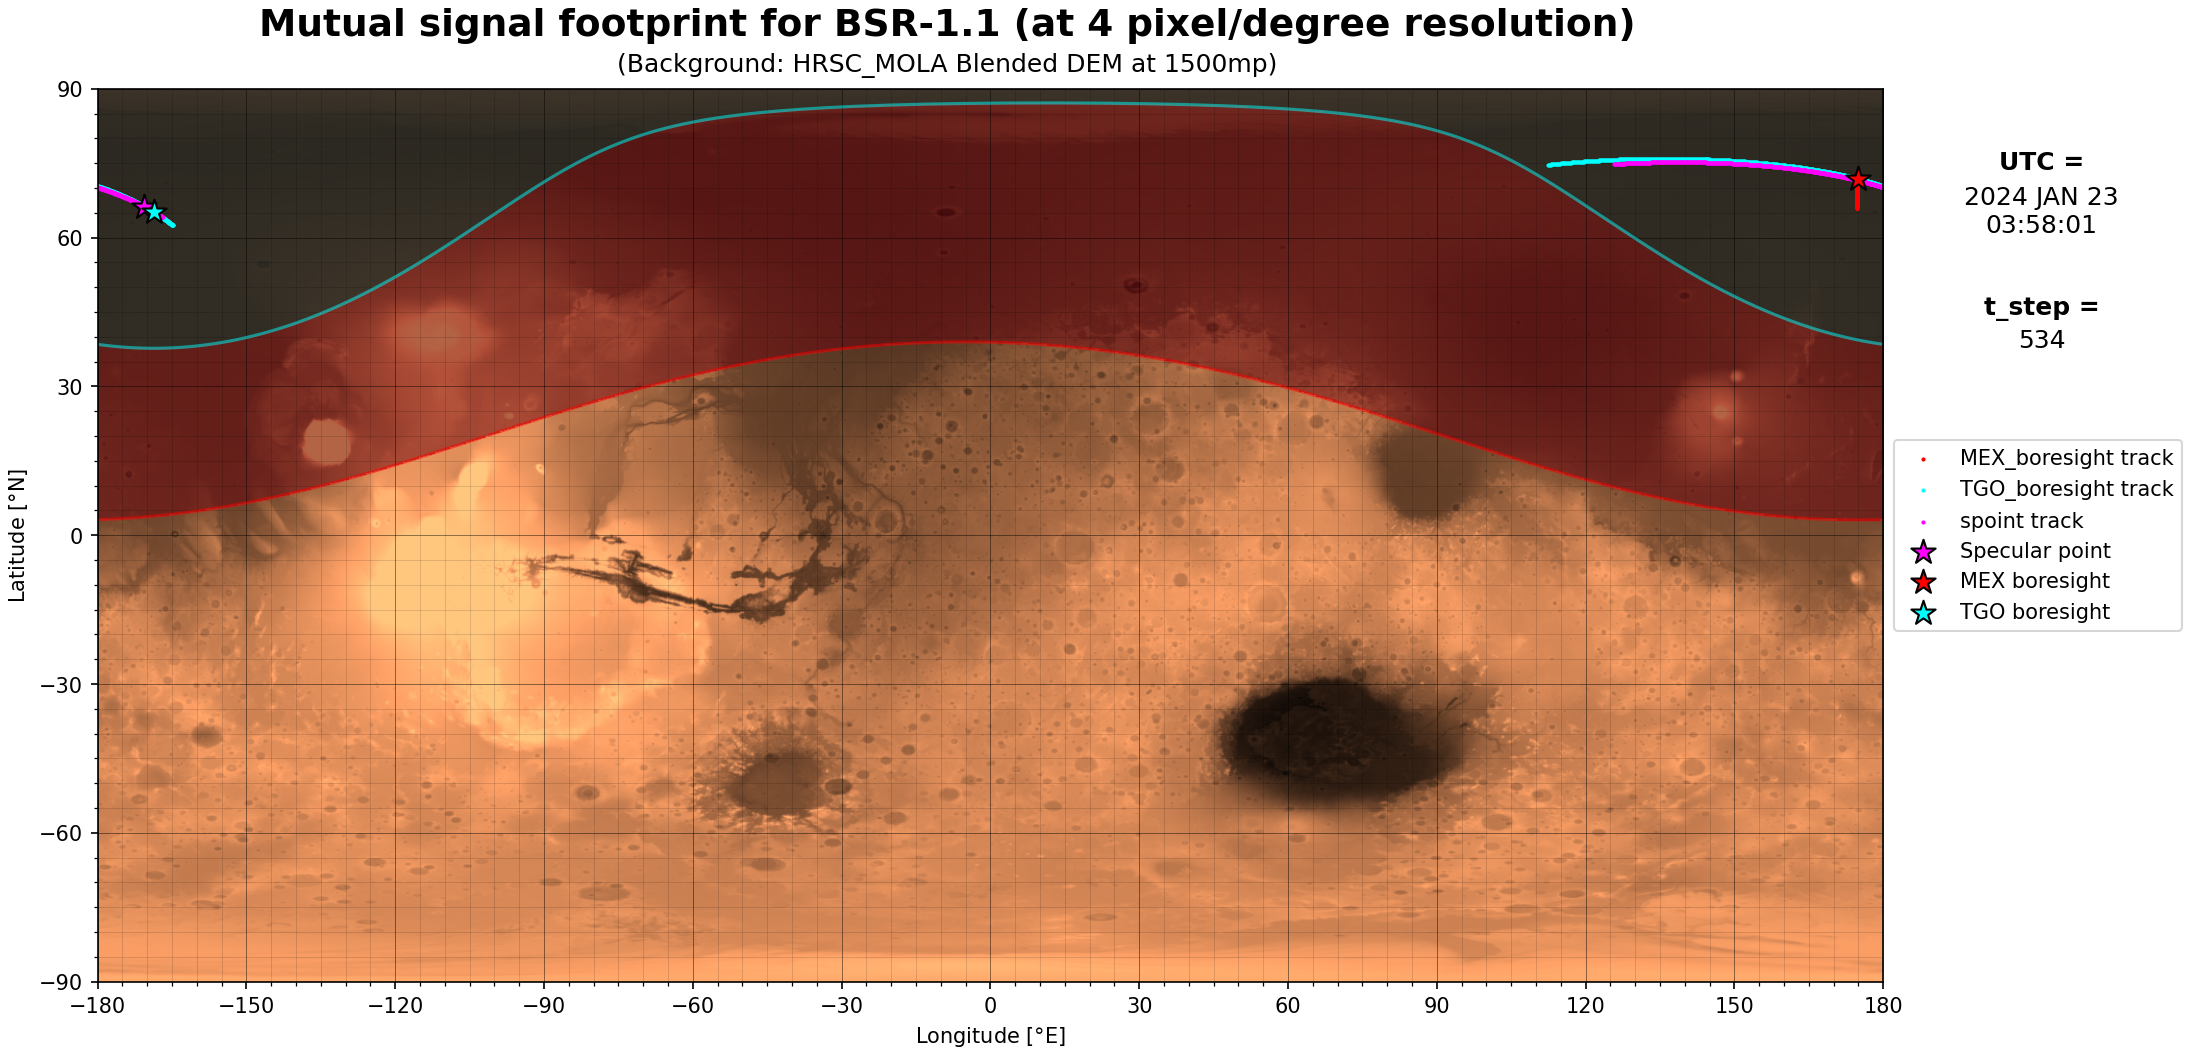 Mutual signal footprint for BSR-1.1 (at 4 pixel/degree resolution)
(Background: HRSC_MOLA Blended DEM at 1500mp)
90
60
30
0
−30
−60
−90
Latitude [°N]
−180
−150
−120
−90
−60
−30
0
30
60
90
120
150
180
Longitude [°E]
UTC =
2024 JAN 23
03:58:01
t_step =
534
MEX_boresight track
TGO_boresight track
spoint track
Specular point
MEX boresight
TGO boresight